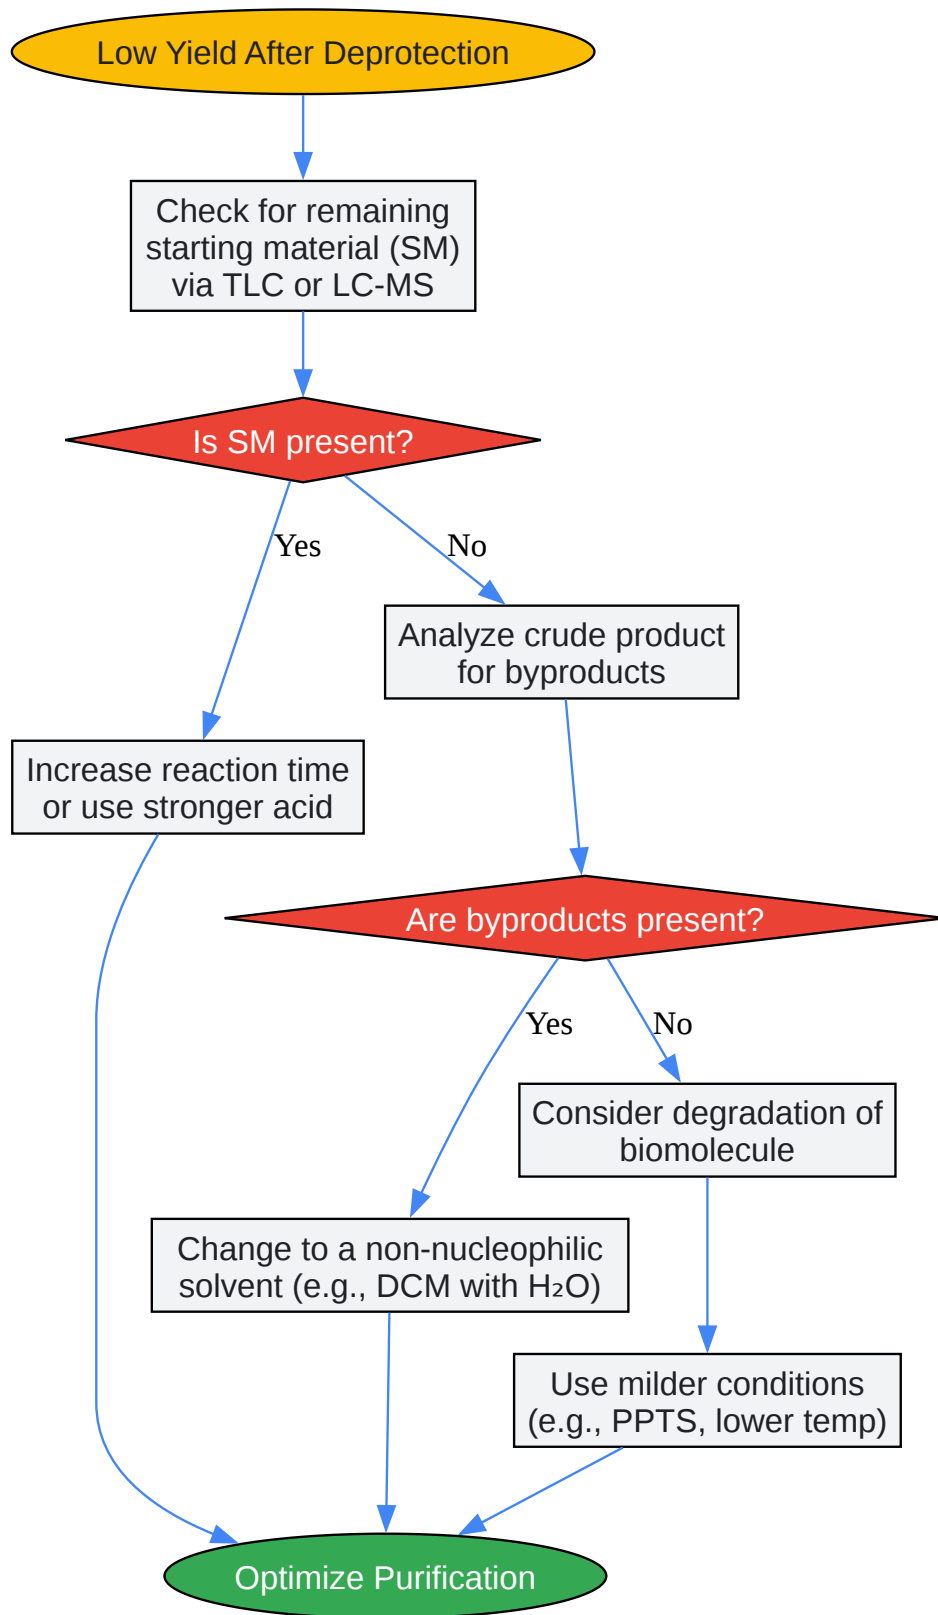 Low Yield After Deprotection
Check for remaining
starting material (SM)
via TLC or LC-MS
Is SM present?
Yes
No
Analyze crude product
for byproducts
Increase reaction time
or use stronger acid
Are byproducts present?
Yes
No
Consider degradation of
biomolecule
Change to a non-nucleophilic
solvent (e.g., DCM with H₂O)
Use milder conditions
(e.g., PPTS, lower temp)
Optimize Purification